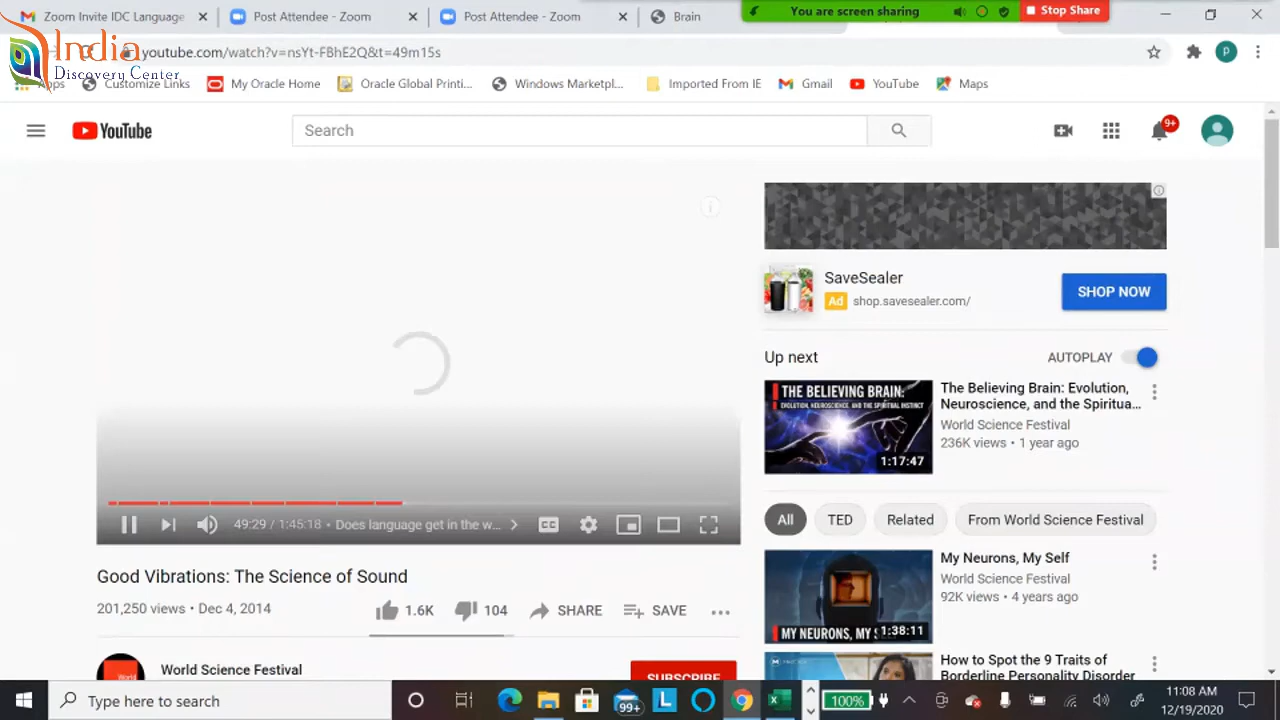 Zoom Invite IDC Language
Post Attendee - Zoom
Post Attendee - Zoom
Brain
You are screen sharing
Stop Share
India
Discovery Center
youtube.com/watch?v=nsYt-FBhE2Q&t=49m15s
P
Apps
Customize Links
My Oracle Home
Oracle Global Printi...
Windows Marketpl...
Imported From IE
Gmail
YouTube
Maps
YouTube
Search
9+
SaveSealer
Ad shop.savesealer.com/
SHOP NOW
Up next
AUTOPLAY
THE BELIEVING BRAIN:
EVOLUTION, NEUROSCIENCE, AND THE SPIRITUAL INSTINCT
1:17:47
The Believing Brain: Evolution,
Neuroscience, and the Spiritua...
World Science Festival
236K views • 1 year ago
49:29 / 1:45:18 • Does language get in the w...
CC
All
TED
Related
From World Science Festival
Good Vibrations: The Science of Sound
201,250 views • Dec 4, 2014
1.6K
104
SHARE
SAVE
MY NEURONS, MY
1:38:11
My Neurons, My Self
World Science Festival
92K views • 4 years ago
World Science Festival
SUBSCRIBE
How to Spot the 9 Traits of
Borderline Personality Disorder
Type here to search
99+
L
100%
11:08 AM
12/19/2020